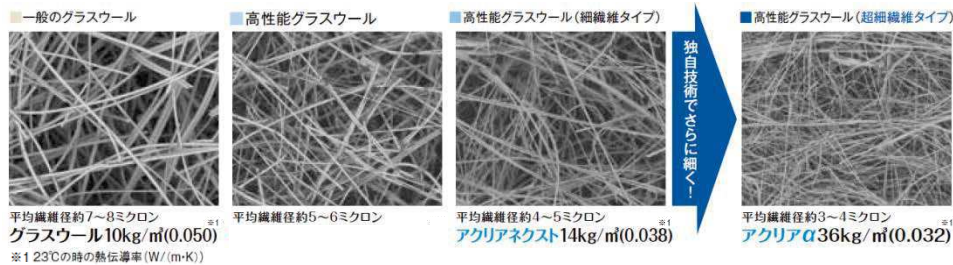 一般のグラスウール
高性能グラスウール
高性能グラスウール(細繊維タイプ)
高性能グラスウール(超細繊維タイプ)
独自技術でさらに細く!
平均繊維径約7～8ミクロン
グラスウール10kg/㎥(0.050)※1
※1 23℃の時の熱伝導率(W/(m・K))
平均繊維径約5～6ミクロン
平均繊維径約4～5ミクロン
アクリアネクスト14kg/㎥(0.038)※1
平均繊維径約3～4ミクロン
アクリアα36kg/㎥(0.032)※1